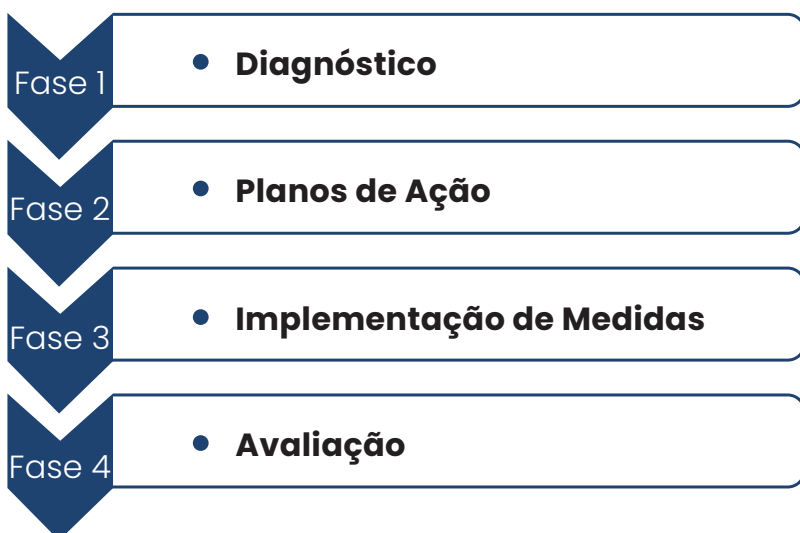 Fase 1
• Diagnóstico
Fase 2
• Planos de Ação
Fase 3
• Implementação de Medidas
Fase 4
• Avaliação